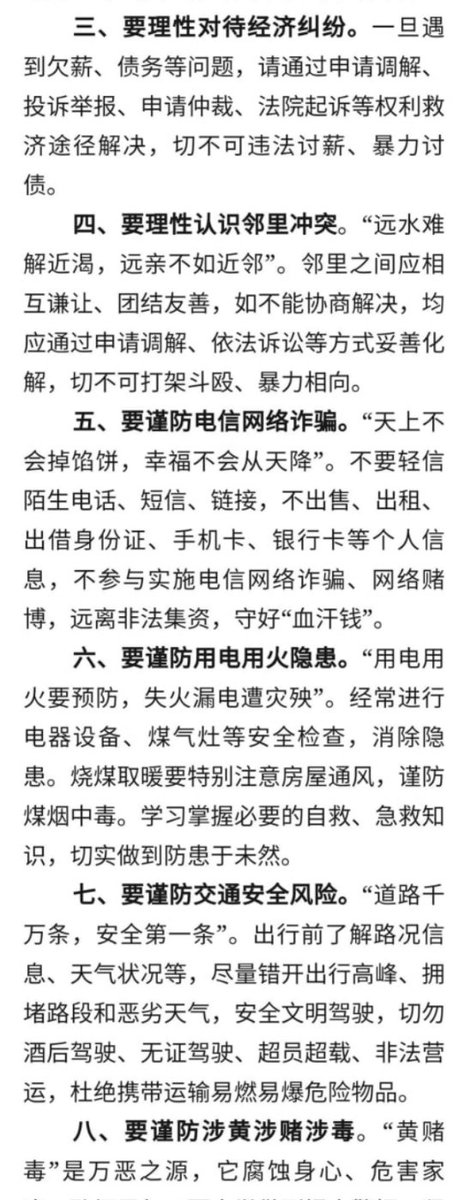 三、要理性对待经济纠纷。一旦遇
到欠薪、债务等问题，请通过申请调解、
投诉举报、申请仲裁、法院起诉等权利救
济途径解决，切不可违法讨薪、暴力讨
债。
四、要理性认识邻里冲突。“远水难
解近渴，远亲不如近邻”。邻里之间应相
互谦让、团结友善，如不能协商解决，均
应通过申请调解、依法诉讼等方式妥善化
解，切不可打架斗殴、暴力相向。
五、要谨防电信网络诈骗。“天上不
会掉馅饼，幸福不会从天降”。不要轻信
陌生电话、短信、链接，不出售、出租、
出借身份证、手机卡、银行卡等个人信
息，不参与实施电信网络诈骗、网络赌
博，远离非法集资，守好“血汗钱”。
六、要谨防用电用火隐患。“用电用
火要预防，失火漏电遭灾殃”。经常进行
电器设备、煤气灶等安全检查，消除隐
患。烧煤取暖要特别注意房屋通风，谨防
煤烟中毒。学习掌握必要的自救、急救知
识，切实做到防患于未然。
七、要谨防交通安全风险。“道路千
万条，安全第一条”。出行前了解路况信
息、天气状况等，尽量错开出行高峰、拥
堵路段和恶劣天气，安全文明驾驶，切勿
酒后驾驶、无证驾驶、超员超载、非法营
运，杜绝携带运输易燃易爆危险物品。
八、要谨防涉黄涉赌涉毒。“黄赌
毒”是万恶之源，它腐蚀身心、危害家